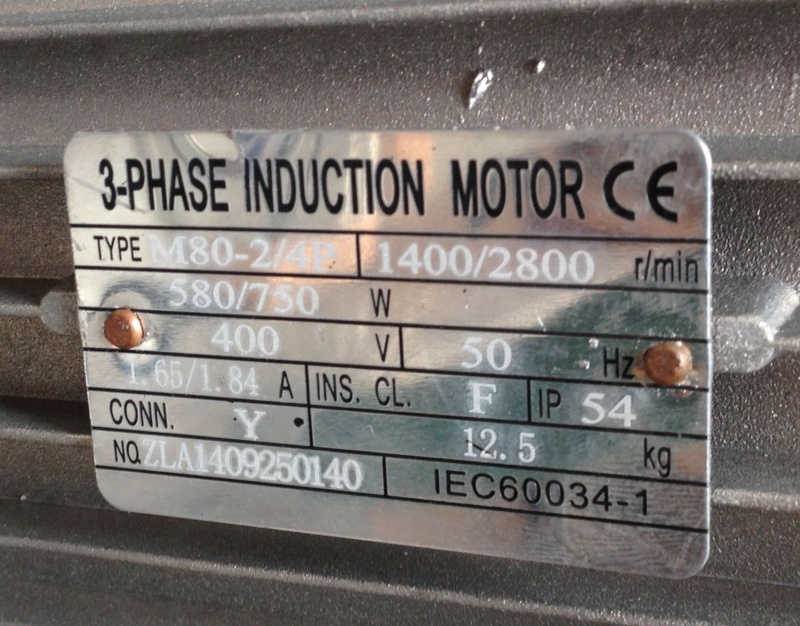 3-PHASE INDUCTION MOTOR CE
TYPE M80-2/4P 1400/2800 r/min
580/750 W
400 V 50 Hz
1.65/1.84 A INS. CL. F IP 54
CONN. Y 12.5 kg
NO. ZLA1409250140 IEC60034-1